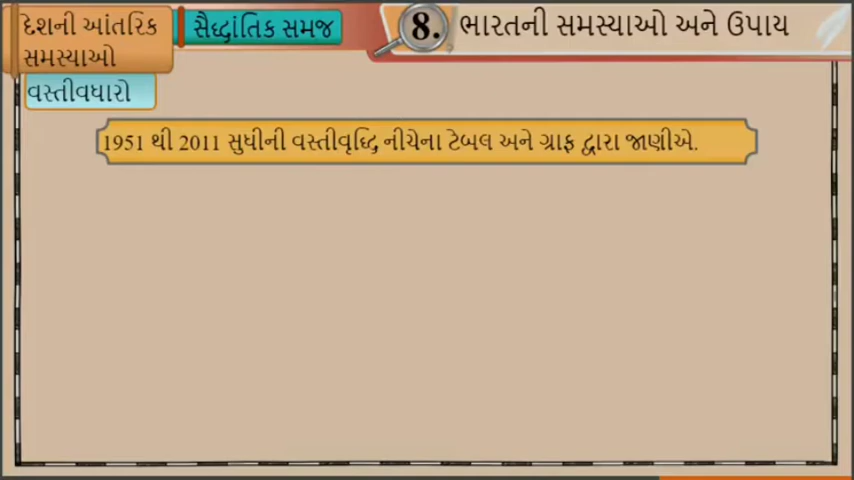 દેશની આંતરિક
સમસ્યાઓ
સૈદ્ધાંતિક સમજ
8. ભારતની સમસ્યાઓ અને ઉપાય
વસ્તીવધારો
1951 થી 2011 સુધીની વસ્તીવૃદ્ધિ નીચેના ટેબલ અને ગ્રાફ દ્વારા જાણીએ.